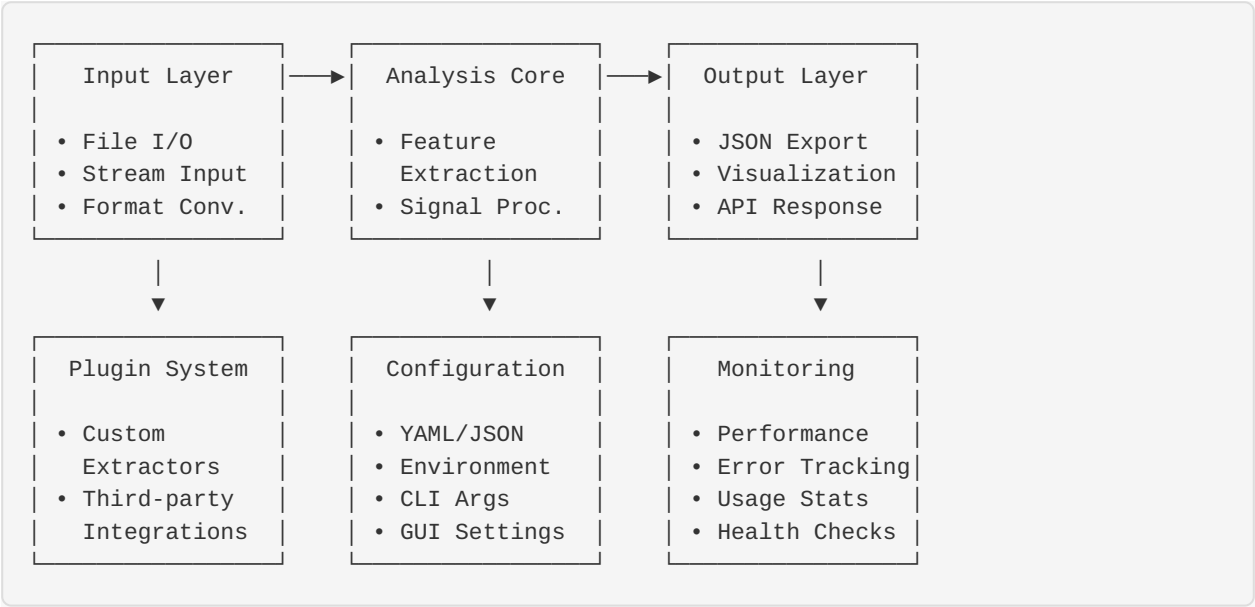 Input Layer Analysis Core Output Layer
• File I/O • Feature • JSON Export
• Stream Input Extraction • Visualization
• Format Conv. • Signal Proc. • API Response
Plugin System Configuration Monitoring
• Custom • YAML/JSON • Performance
Extractors • Environment • Error Tracking
• Third-party • CLI Args • Usage Stats
Integrations • GUI Settings • Health Checks